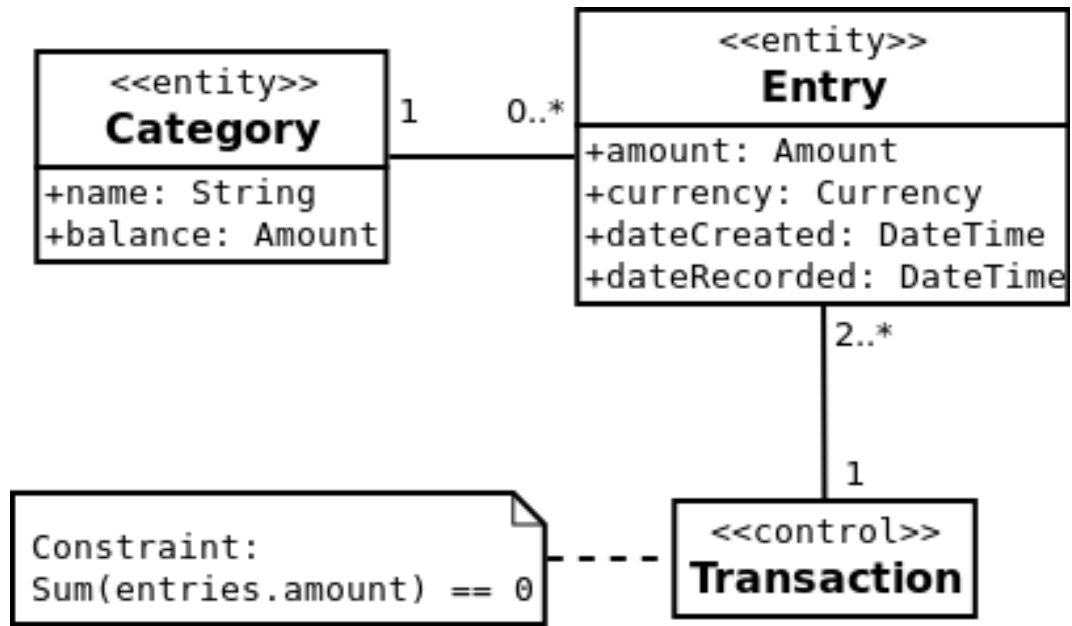 <<entity>>
Category
+name: String
+balance: Amount
1
0..*
<<entity>>
Entry
+amount: Amount
+currency: Currency
+dateCreated: DateTime
+dateRecorded: DateTime
2..*
1
<<control>>
Transaction
Constraint:
Sum(entries.amount) == 0